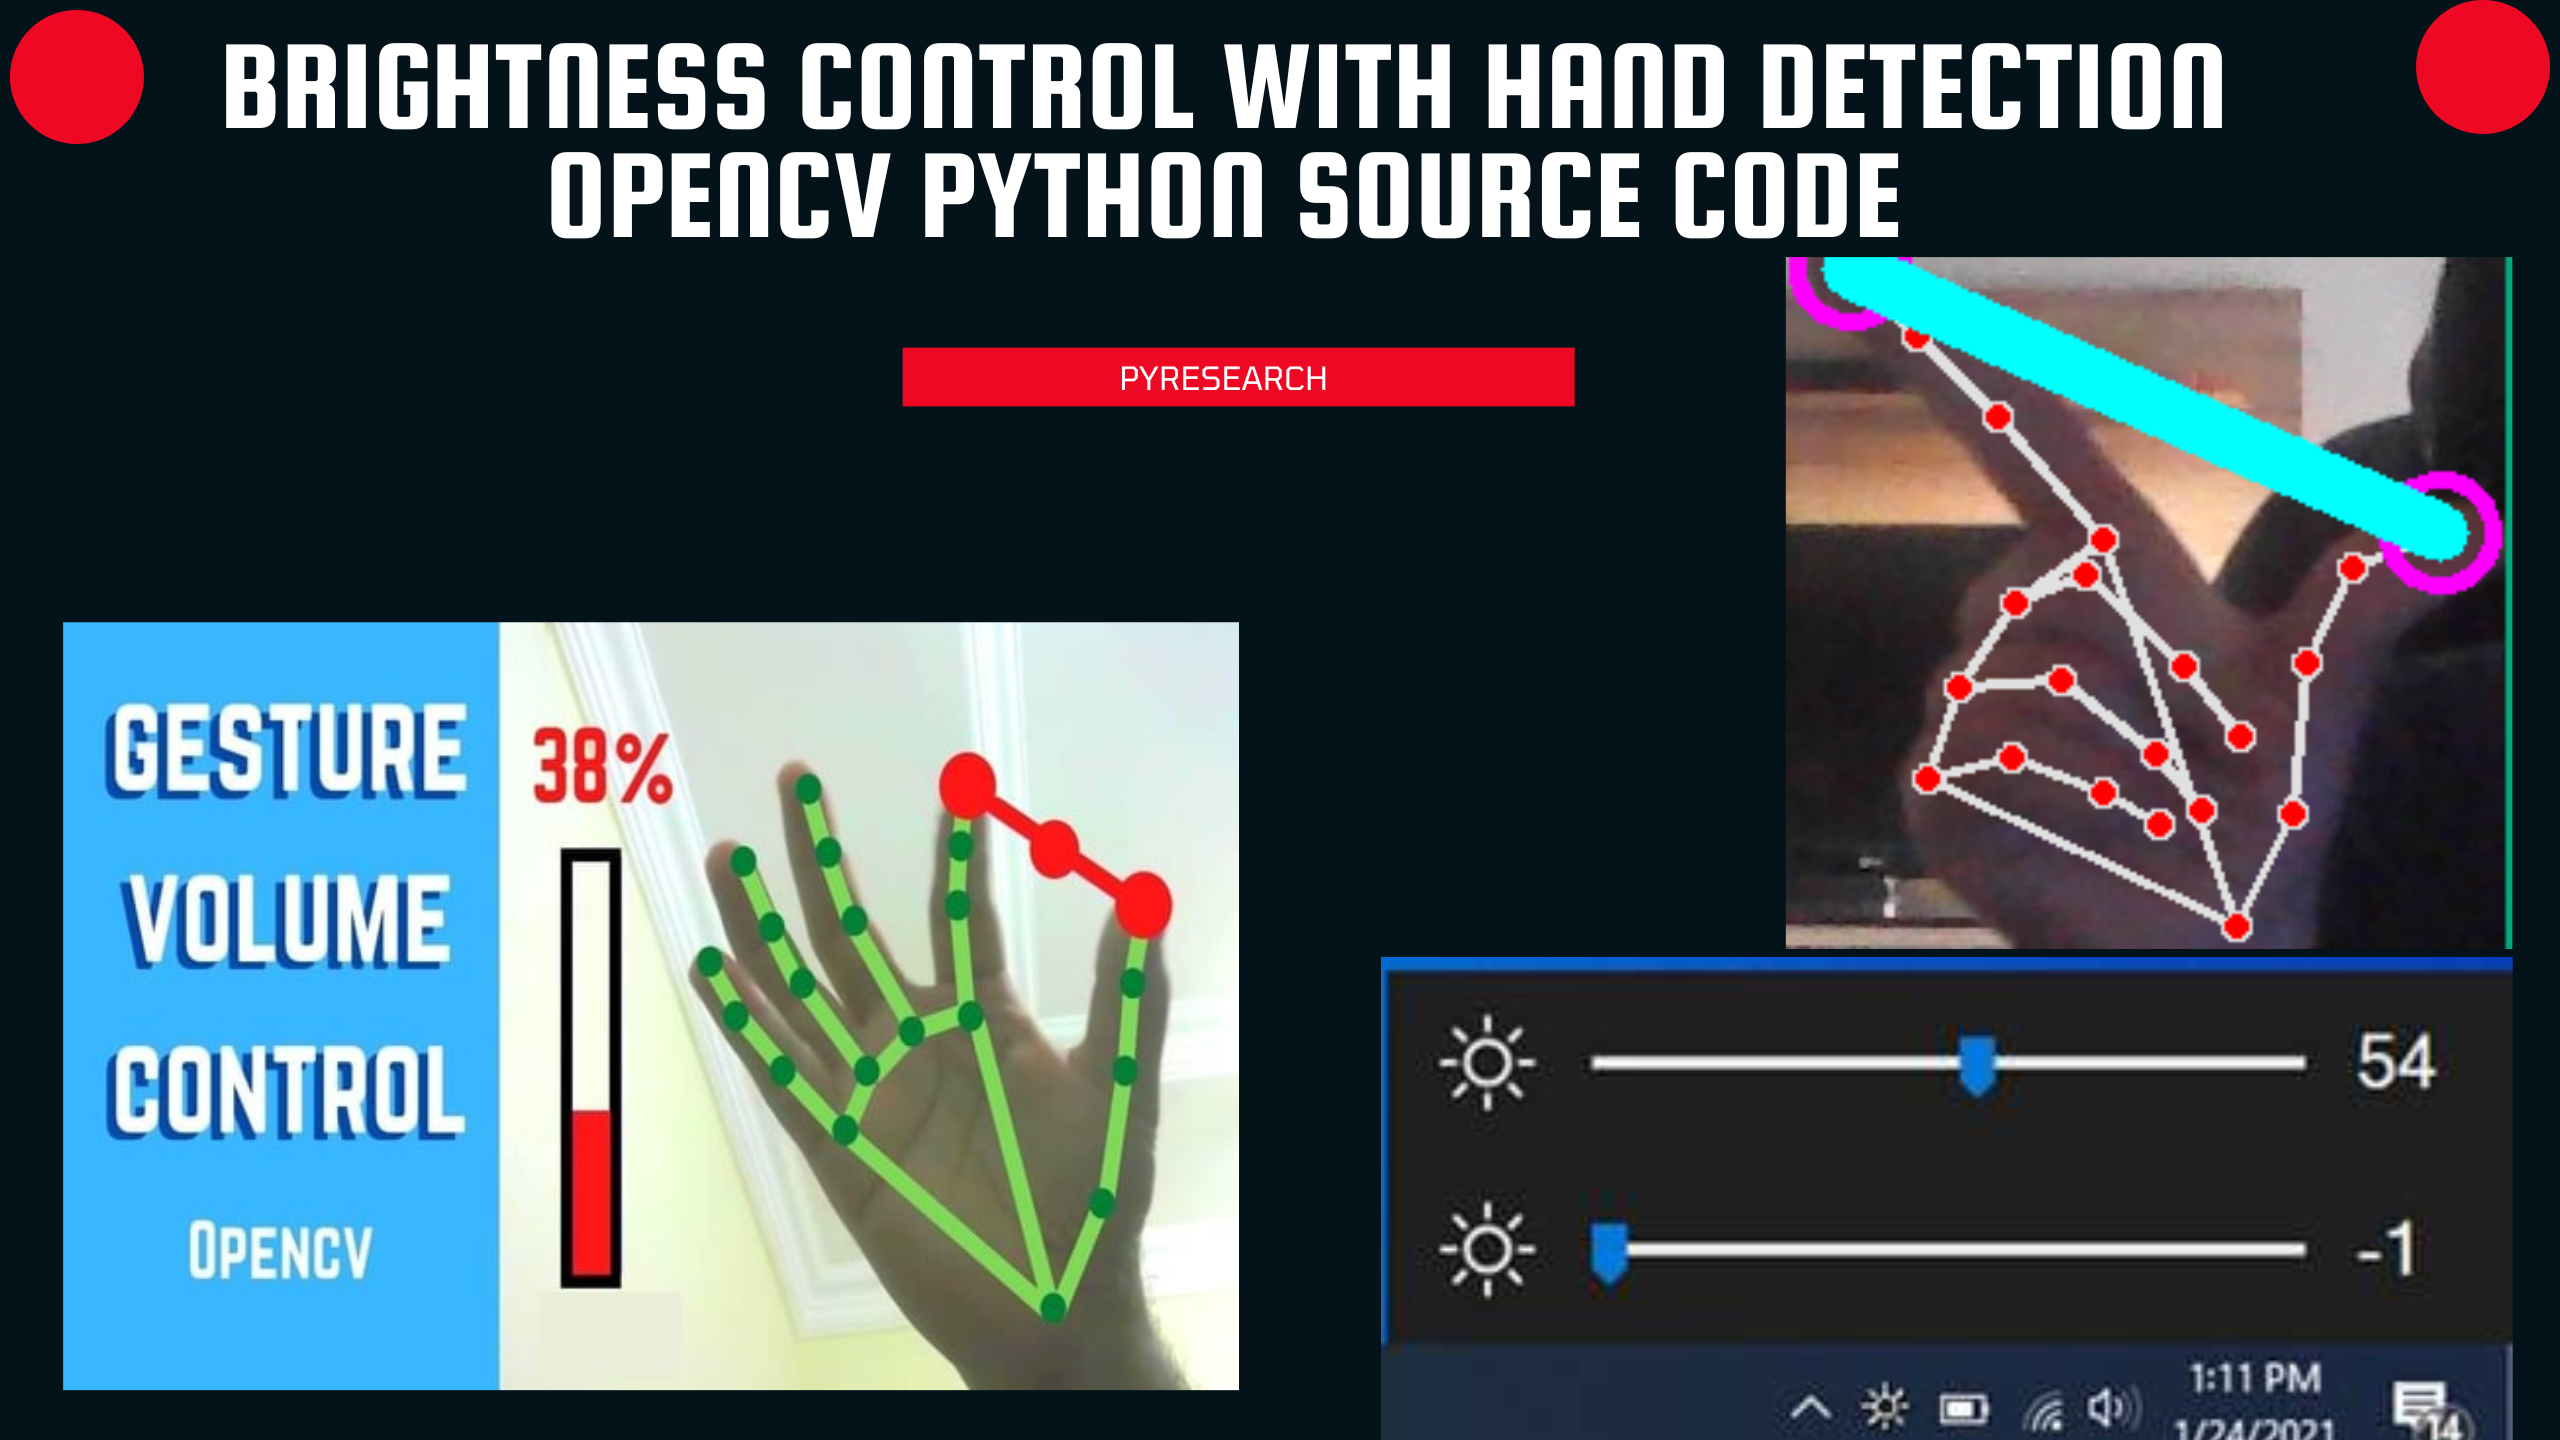 BRIGHTNESS CONTROL WITH HAND DETECTION
OPENCV PYTHON SOURCE CODE
PYRESEARCH
GESTURE
VOLUME
CONTROL
OPENCV
38%
54
-1
1:11 PM
1/24/2021
14